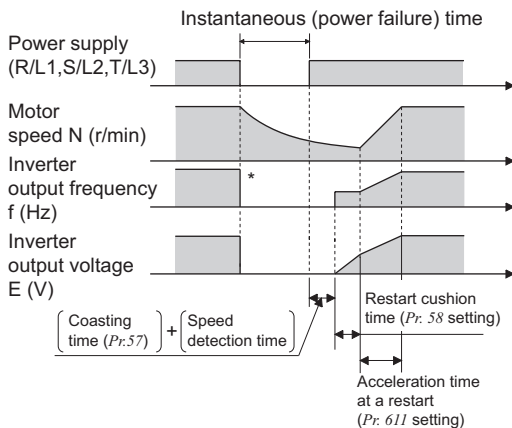 Instantaneous (power failure) time
Power supply
(R/L1,S/L2,T/L3)
Motor
speed N (r/min)
Inverter
output frequency
f (Hz)
*
Inverter
output voltage
E (V)
Coasting
time (Pr.57)
+
Speed
detection time
Restart cushion
time (Pr. 58 setting)
Acceleration time
at a restart
(Pr. 611 setting)